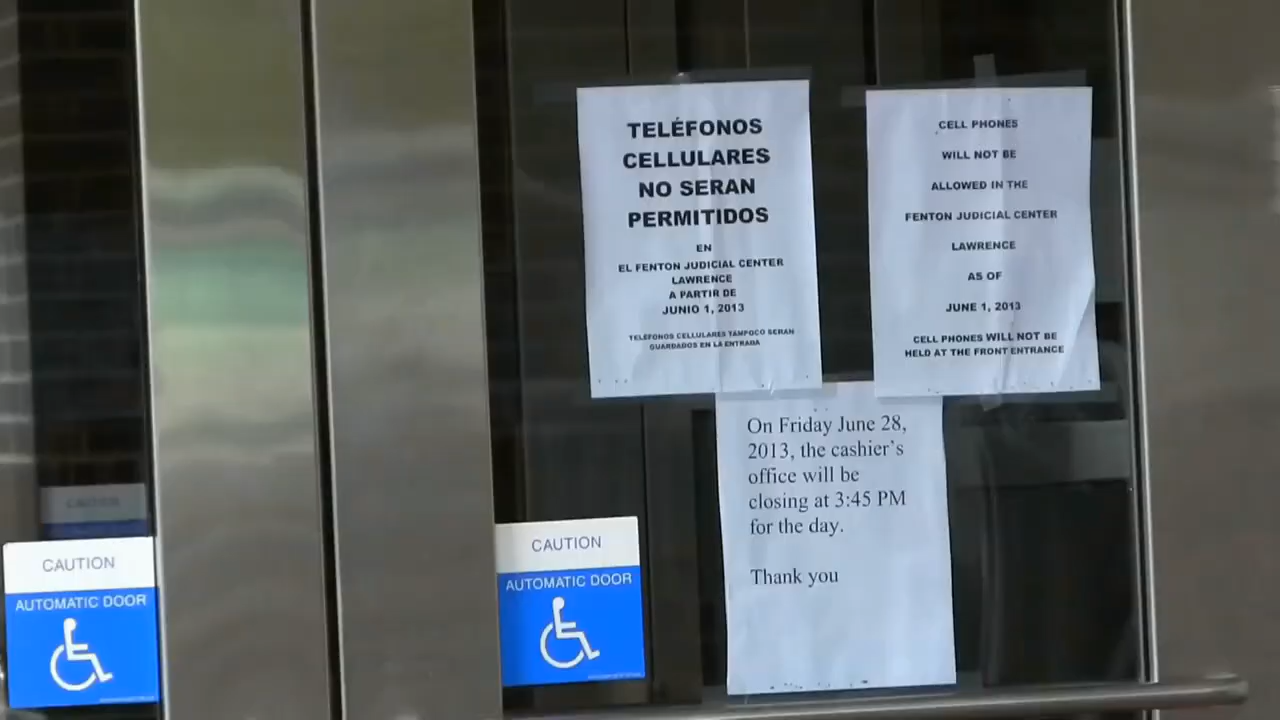 TELÉFONOS
CELLULARES
NO SERAN
PERMITIDOS
EN
EL FENTON JUDICIAL CENTER
LAWRENCE
A PARTIR DE
JUNIO 1, 2013
TELEFONOS CELLULARES TAMPOCO SERAN
GUARDADOS EN LA ENTRADA
CELL PHONES
WILL NOT BE
ALLOWED IN THE
FENTON JUDICIAL CENTER
LAWRENCE
AS OF
JUNE 1, 2013
CELL PHONES WILL NOT BE
HELD AT THE FRONT ENTRANCE
On Friday June 28,
2013, the cashier's
office will be
closing at 3:45 PM
for the day.
Thank you
CAUTION
CAUTION
AUTOMATIC DOOR
CAUTION
AUTOMATIC DOOR